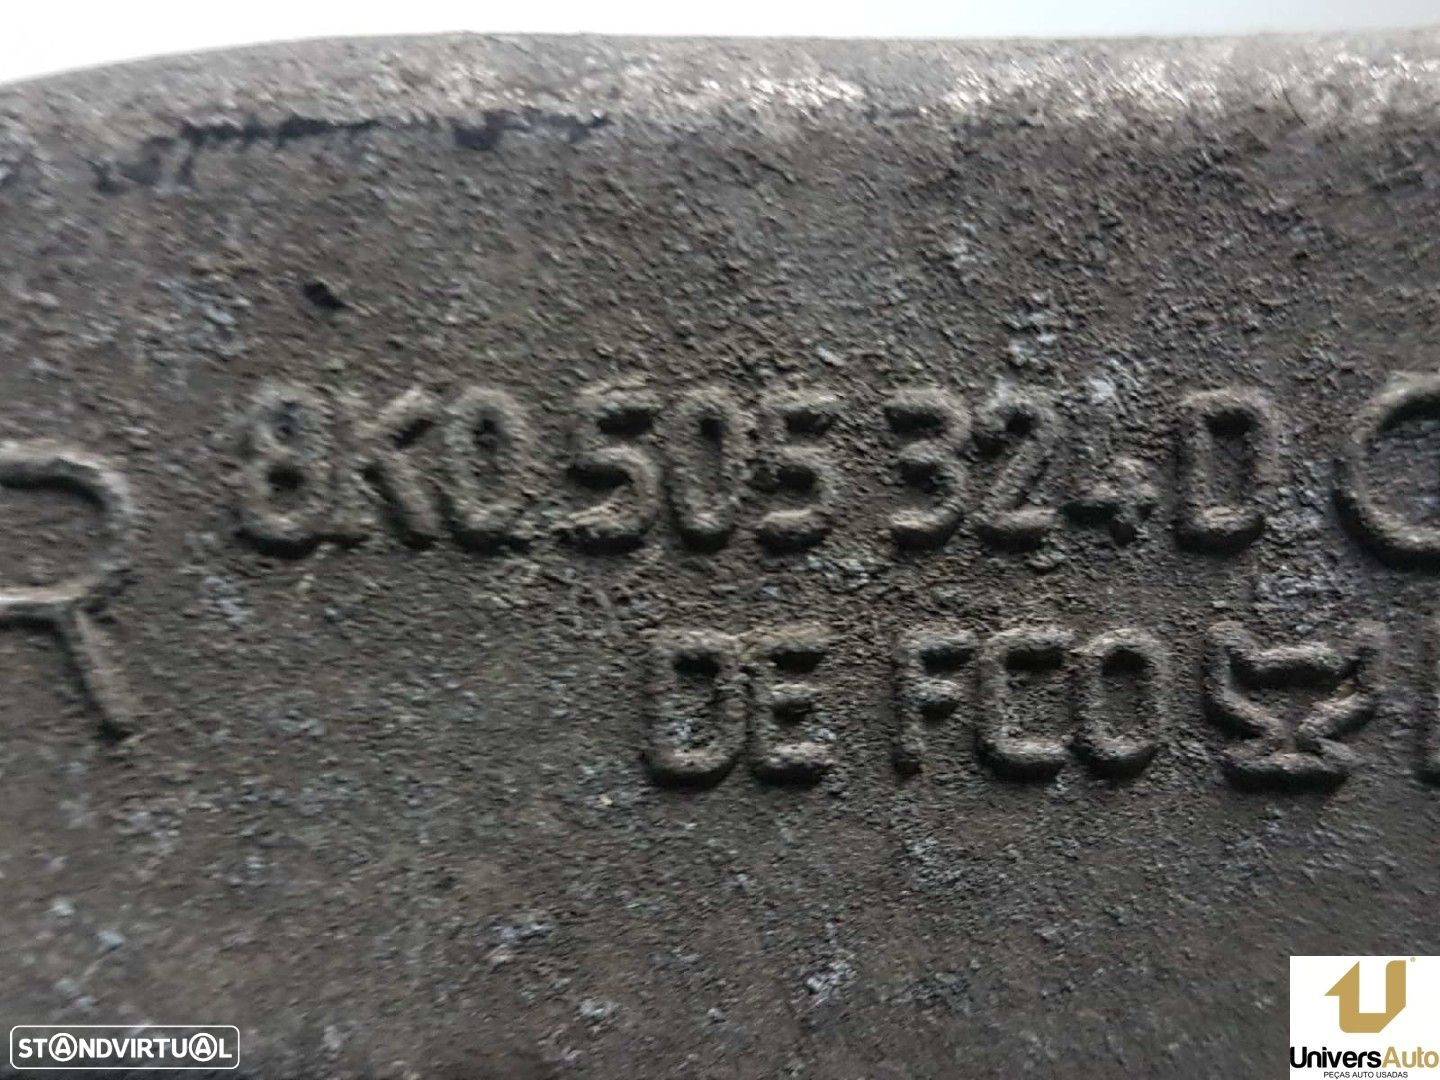 8K0 505 324 D
DE FCO
STANDVIRTUAL
UniversAuto
PEÇAS AUTO USADAS